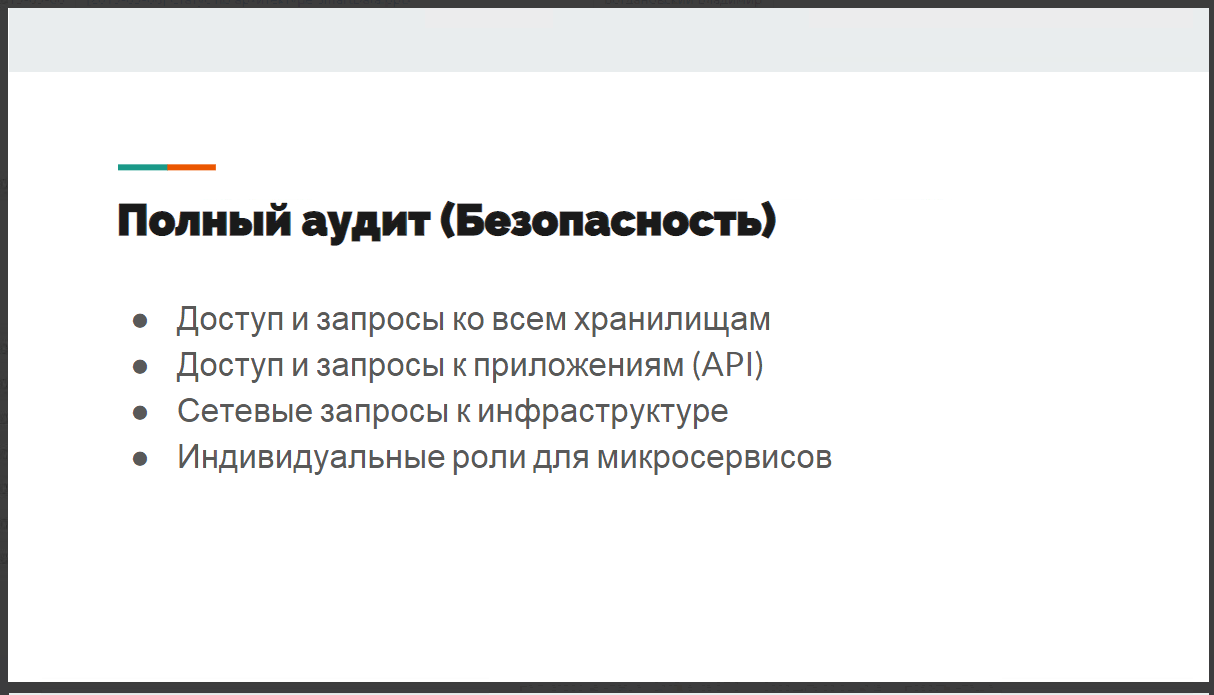 Полный аудит (Безопасность)
● Доступ и запросы ко всем хранилищам
● Доступ и запросы к приложениям (API)
● Сетевые запросы к инфраструктуре
● Индивидуальные роли для микросервисов